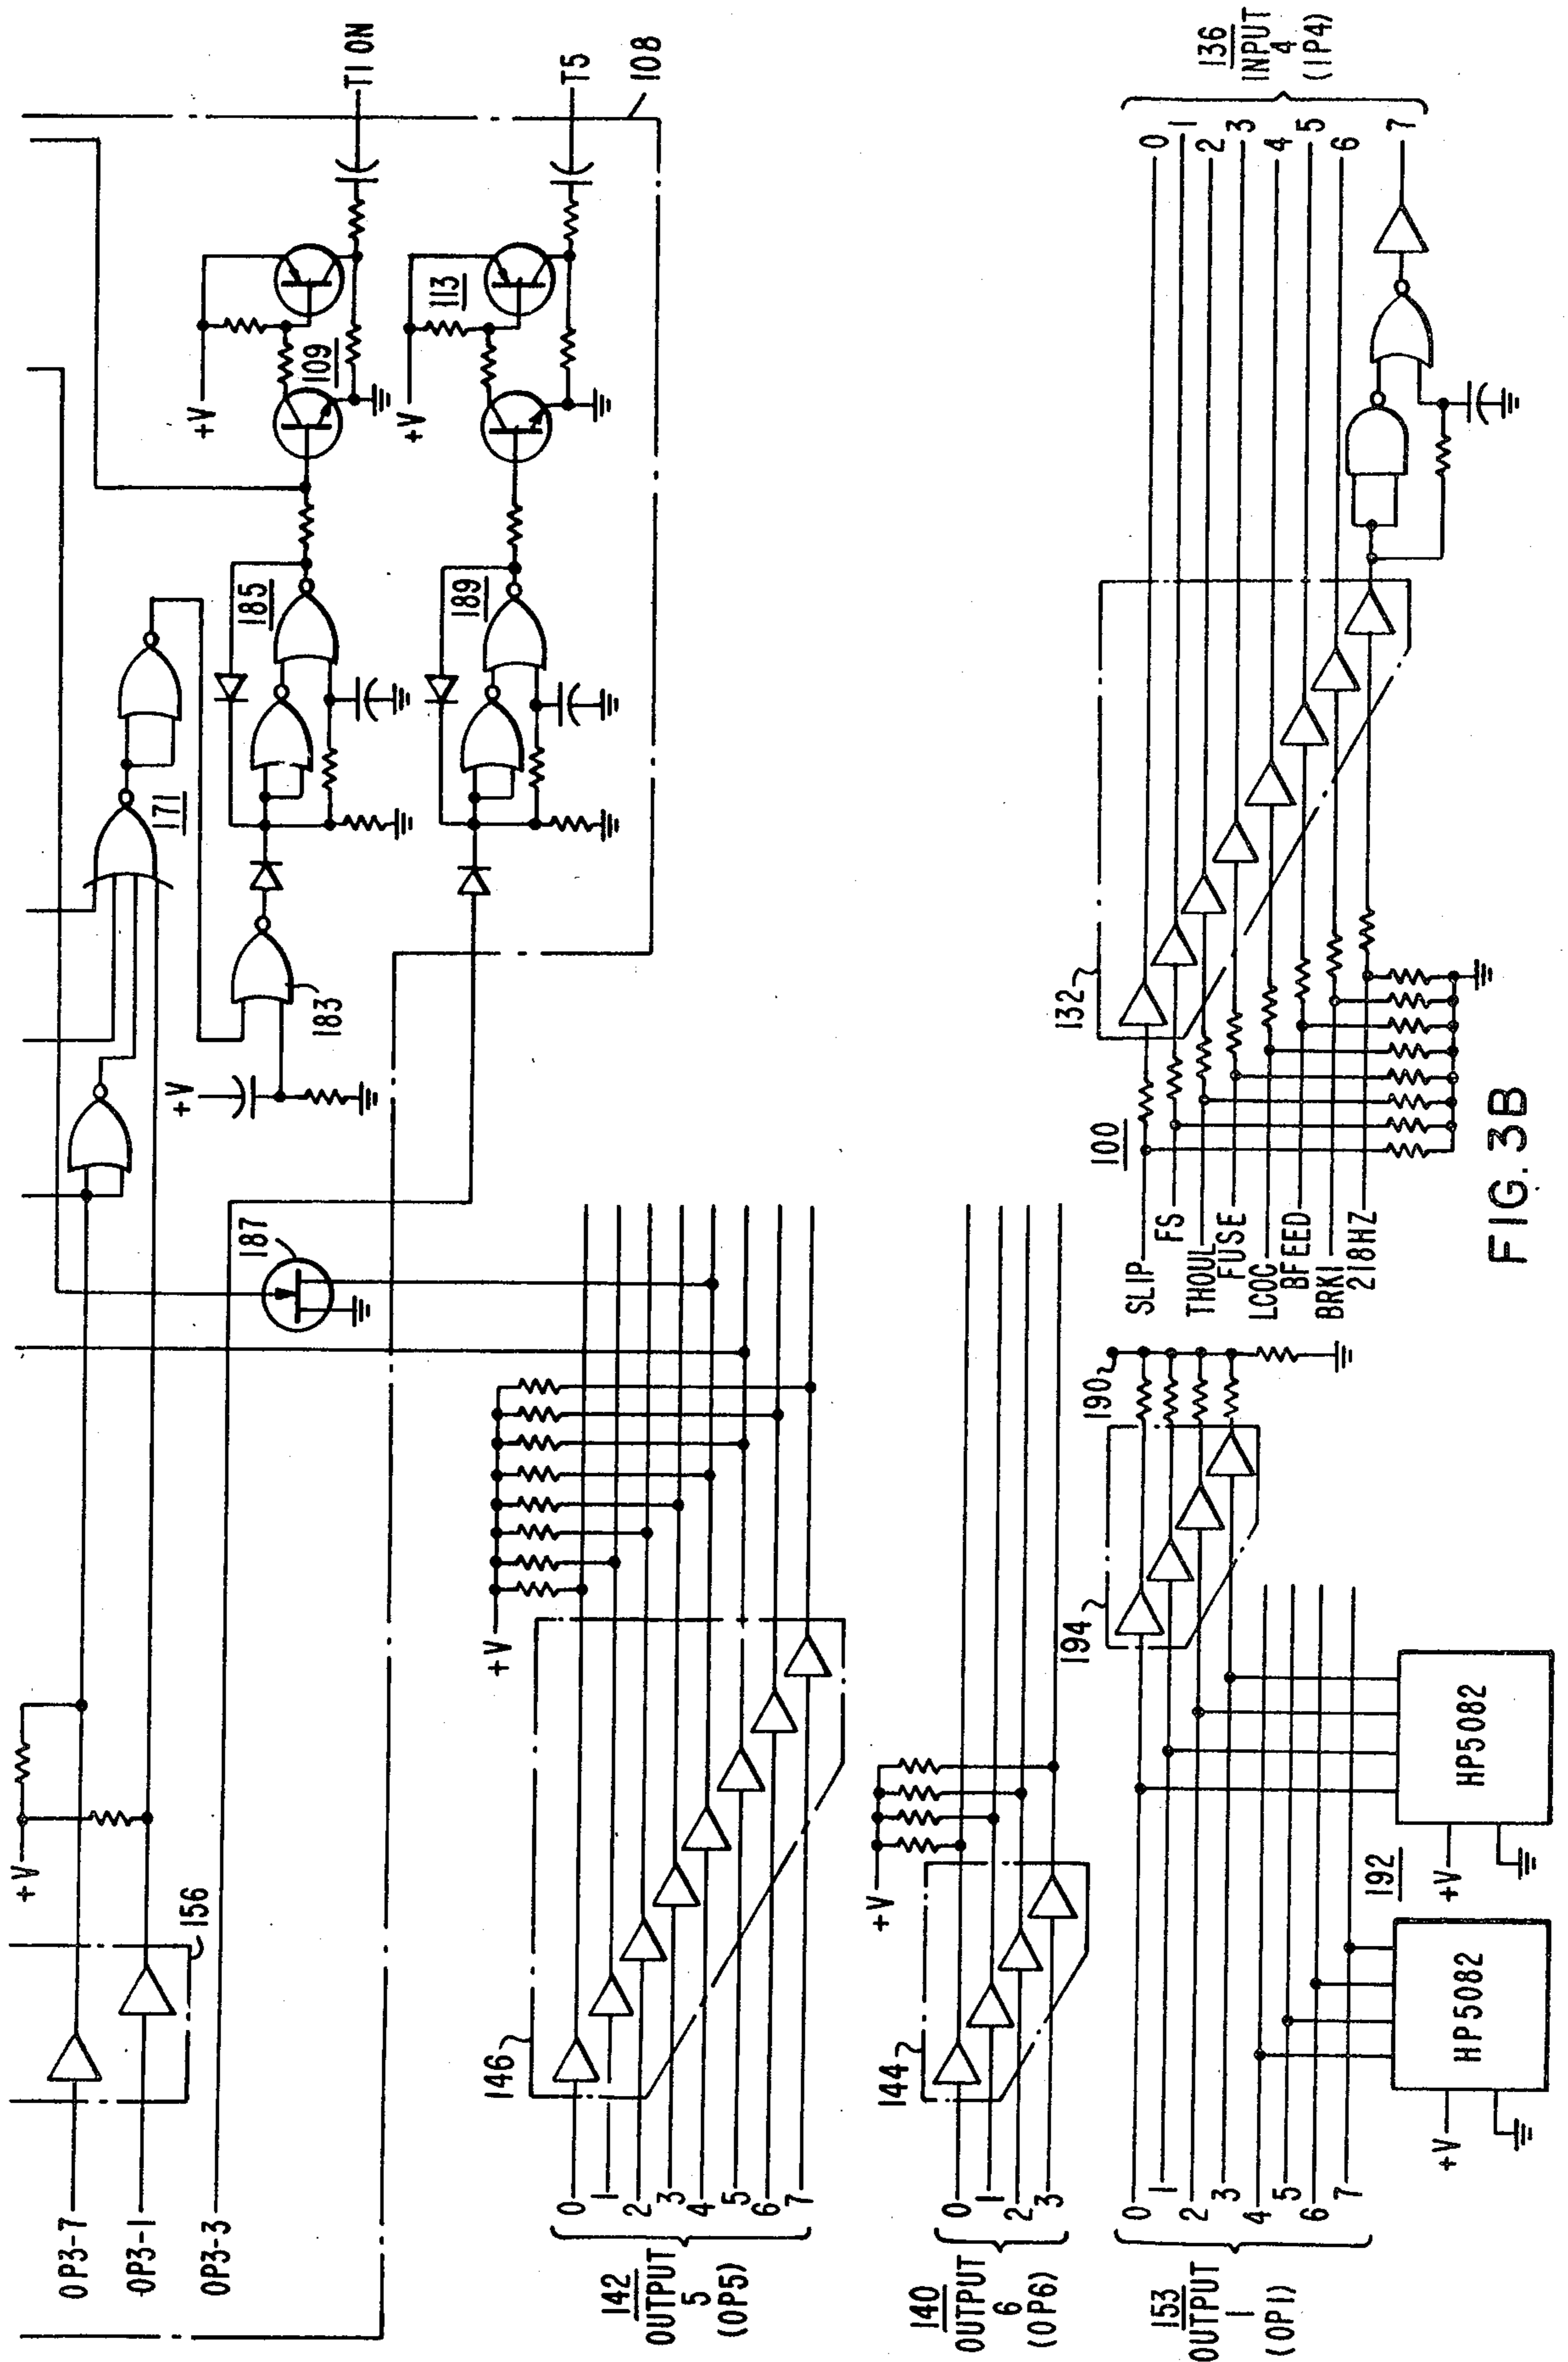 OP3-7
OP3-1
OP3-3
156
+V
187
+V
183
171
185
+V
109
T1 ON
189
+V
113
T5
108
142
OUTPUT
5
(OP5)
0
1
2
3
4
5
6
7
146
+V
140
OUTPUT
6
(OP6)
0
1
2
3
144
+V
153
OUTPUT
1
(OP1)
0
1
2
3
4
5
6
7
194
190
+V
HP5082
192
+V
HP5082
100
SLIP
FS
THOUL
FUSE
LCOC
BFEED
BRK1
218HZ
132
0
1
2
3
4
5
6
7
136
INPUT
4
(IP4)
FIG. 3B